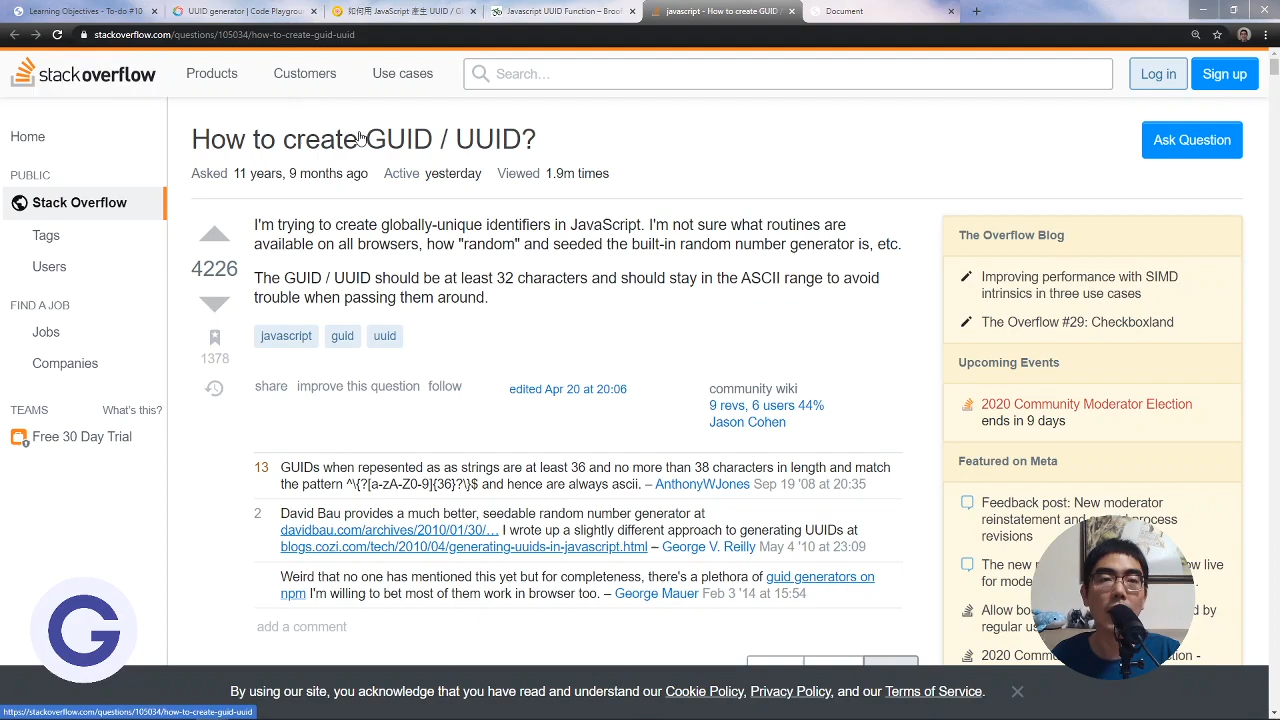 Learning Objectives - To-do #10
UUID generator | Code Playgroun
如何用 JavaScript 產生 UUID / G
Javascript UUID Function – Broof
javascript - How to create GUID /
Document
stackoverflow.com/questions/105034/how-to-create-guid-uuid
stackoverflow
Products
Customers
Use cases
Search…
Log in
Sign up
Home
PUBLIC
Stack Overflow
Tags
Users
FIND A JOB
Jobs
Companies
TEAMS
What's this?
Free 30 Day Trial
How to create GUID / UUID?
Ask Question
Asked 11 years, 9 months ago Active yesterday Viewed 1.9m times
4226
1378
I'm trying to create globally-unique identifiers in JavaScript. I'm not sure what routines are
available on all browsers, how "random" and seeded the built-in random number generator is, etc.
The GUID / UUID should be at least 32 characters and should stay in the ASCII range to avoid
trouble when passing them around.
javascript guid uuid
share improve this question follow
edited Apr 20 at 20:06
community wiki
9 revs, 6 users 44%
Jason Cohen
13 GUIDs when repesented as as strings are at least 36 and no more than 38 characters in length and match
the pattern ^\{?[a-zA-Z0-9]{36}?\}$ and hence are always ascii. – AnthonyWJones Sep 19 '08 at 20:35
2 David Bau provides a much better, seedable random number generator at
davidbau.com/archives/2010/01/30/… I wrote up a slightly different approach to generating UUIDs at
blogs.cozi.com/tech/2010/04/generating-uuids-in-javascript.html – George V. Reilly May 4 '10 at 23:09
Weird that no one has mentioned this yet but for completeness, there's a plethora of guid generators on
npm I'm willing to bet most of them work in browser too. – George Mauer Feb 3 '14 at 15:54
add a comment
The Overflow Blog
Improving performance with SIMD
intrinsics in three use cases
The Overflow #29: Checkboxland
Upcoming Events
2020 Community Moderator Election
ends in 9 days
Featured on Meta
Feedback post: New moderator
reinstatement and process
revisions
The new live
for mode
Allow by
regular us
2020 Comm
G
By using our site, you acknowledge that you have read and understand our Cookie Policy, Privacy Policy, and our Terms of Service.
https://stackoverflow.com/questions/105034/how-to-create-guid-uuid